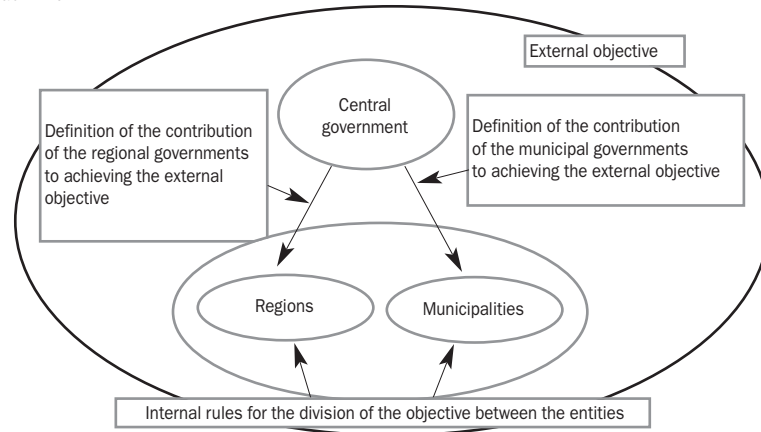 External objective
Central
government
Definition of the contribution
of the regional governments
to achieving the external
objective
Definition of the contribution
of the municipal governments
to achieving the external objective
Regions
Municipalities
Internal rules for the division of the objective between the entities